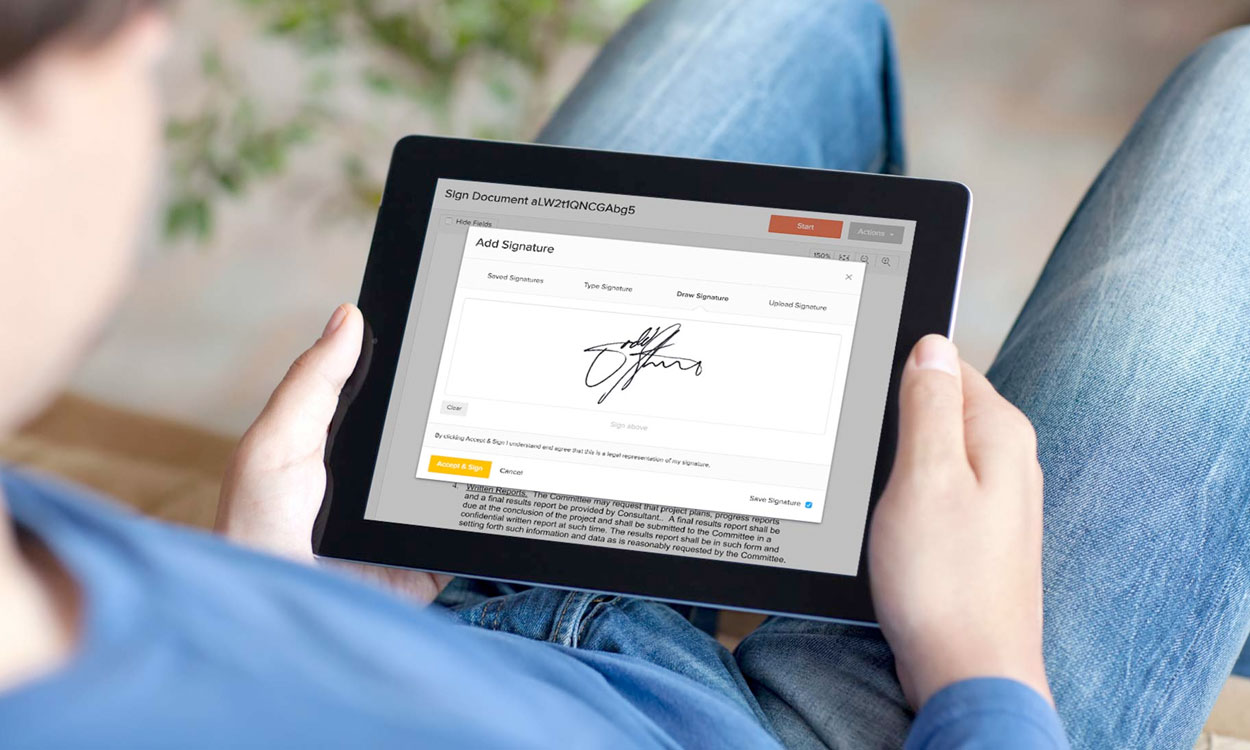 Sign Document aLW2t1QNCGAbg5
Start
Actions
Hide Fields
150%
Add Signature
×
Saved Signatures
Type Signature
Draw Signature
Upload Signature
Clear
Sign above
By clicking Accept & Sign I understand and agree that this is a legal representation of my signature.
Accept & Sign
Cancel
Save Signature
4. Written Reports. The Committee may request that project plans, progress reports
and a final results report be provided by Consultant.. A final results report shall be
due at the conclusion of the project and shall be submitted to the Committee in a
confidential written report at such time. The results report shall be in such form and
setting forth such information and data as is reasonably requested by the Committee.